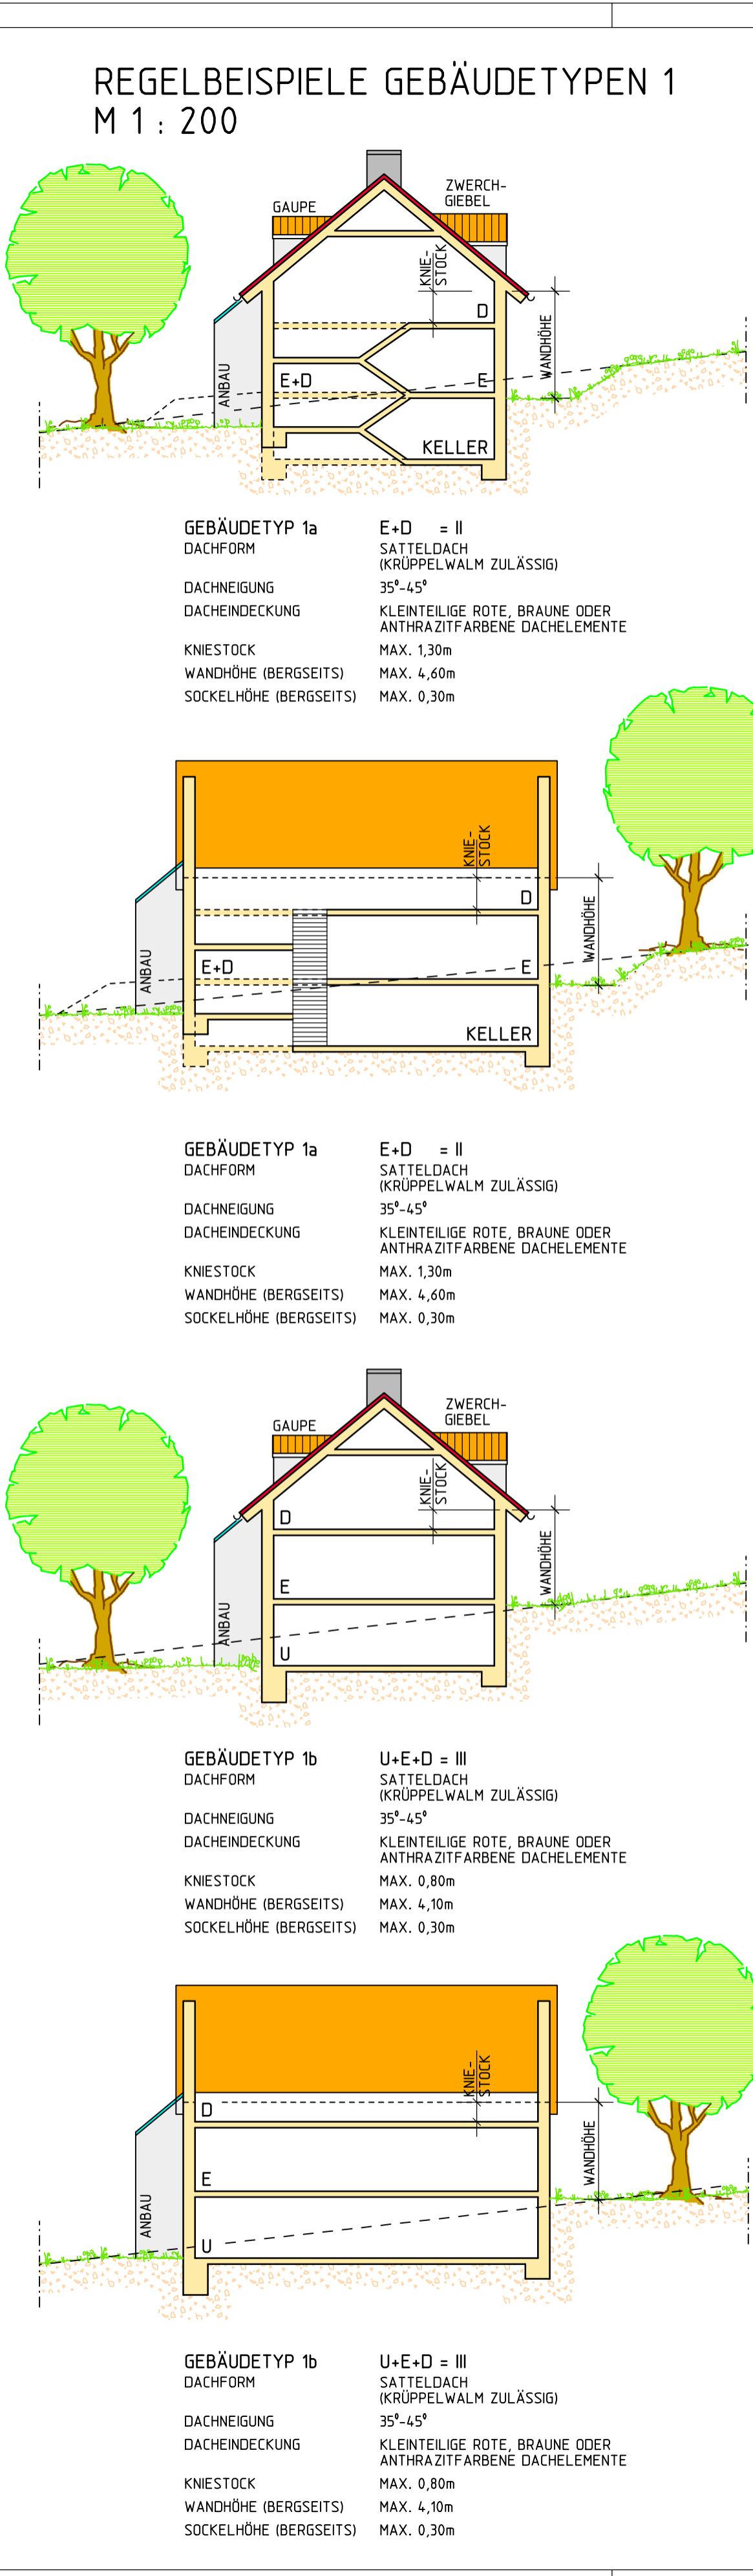 REGELBEISPIELE GEBÄUDETYPEN 1
M 1 : 200
GAUPE
ZWERCH-
GIEBEL
KNIE-
STOCK
D
WANDHÖHE
ANBAU
E+D
E
KELLER
GEBÄUDETYP 1a E+D = II
DACHFORM SATTELDACH
(KRÜPPELWALM ZULÄSSIG)
DACHNEIGUNG 35°-45°
DACHEINDECKUNG KLEINTEILIGE ROTE, BRAUNE ODER
ANTHRAZITFARBENE DACHELEMENTE
KNIESTOCK MAX. 1,30m
WANDHÖHE (BERGSEITS) MAX. 4,60m
SOCKELHÖHE (BERGSEITS) MAX. 0,30m
KNIE-
STOCK
D
WANDHÖHE
ANBAU
E+D
E
KELLER
GEBÄUDETYP 1a E+D = II
DACHFORM SATTELDACH
(KRÜPPELWALM ZULÄSSIG)
DACHNEIGUNG 35°-45°
DACHEINDECKUNG KLEINTEILIGE ROTE, BRAUNE ODER
ANTHRAZITFARBENE DACHELEMENTE
KNIESTOCK MAX. 1,30m
WANDHÖHE (BERGSEITS) MAX. 4,60m
SOCKELHÖHE (BERGSEITS) MAX. 0,30m
GAUPE
ZWERCH-
GIEBEL
KNIE-
STOCK
D
WANDHÖHE
E
ANBAU
U
GEBÄUDETYP 1b U+E+D = III
DACHFORM SATTELDACH
(KRÜPPELWALM ZULÄSSIG)
DACHNEIGUNG 35°-45°
DACHEINDECKUNG KLEINTEILIGE ROTE, BRAUNE ODER
ANTHRAZITFARBENE DACHELEMENTE
KNIESTOCK MAX. 0,80m
WANDHÖHE (BERGSEITS) MAX. 4,10m
SOCKELHÖHE (BERGSEITS) MAX. 0,30m
KNIE-
STOCK
D
WANDHÖHE
E
ANBAU
U
GEBÄUDETYP 1b U+E+D = III
DACHFORM SATTELDACH
(KRÜPPELWALM ZULÄSSIG)
DACHNEIGUNG 35°-45°
DACHEINDECKUNG KLEINTEILIGE ROTE, BRAUNE ODER
ANTHRAZITFARBENE DACHELEMENTE
KNIESTOCK MAX. 0,80m
WANDHÖHE (BERGSEITS) MAX. 4,10m
SOCKELHÖHE (BERGSEITS) MAX. 0,30m